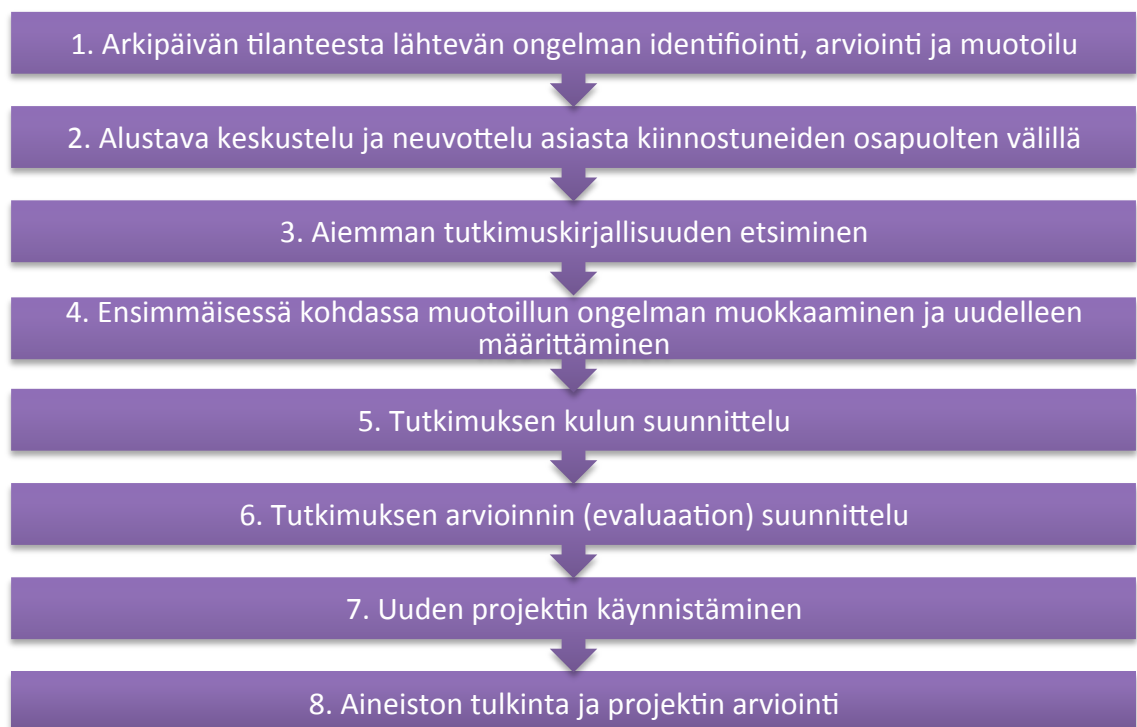 1. Arkipäivän tilanteesta lähtevän ongelman identifiointi, arviointi ja muotoilu
2. Alustava keskustelu ja neuvottelu asiasta kiinnostuneiden osapuolten välillä
3. Aiemman tutkimuskirjallisuuden etsiminen
4. Ensimmäisessä kohdassa muotoillun ongelman muokkaaminen ja uudelleen
määrittäminen
5. Tutkimuksen kulun suunnittelu
6. Tutkimuksen arvioinnin (evaluaation) suunnittelu
7. Uuden projektin käynnistäminen
8. Aineiston tulkinta ja projektin arviointi